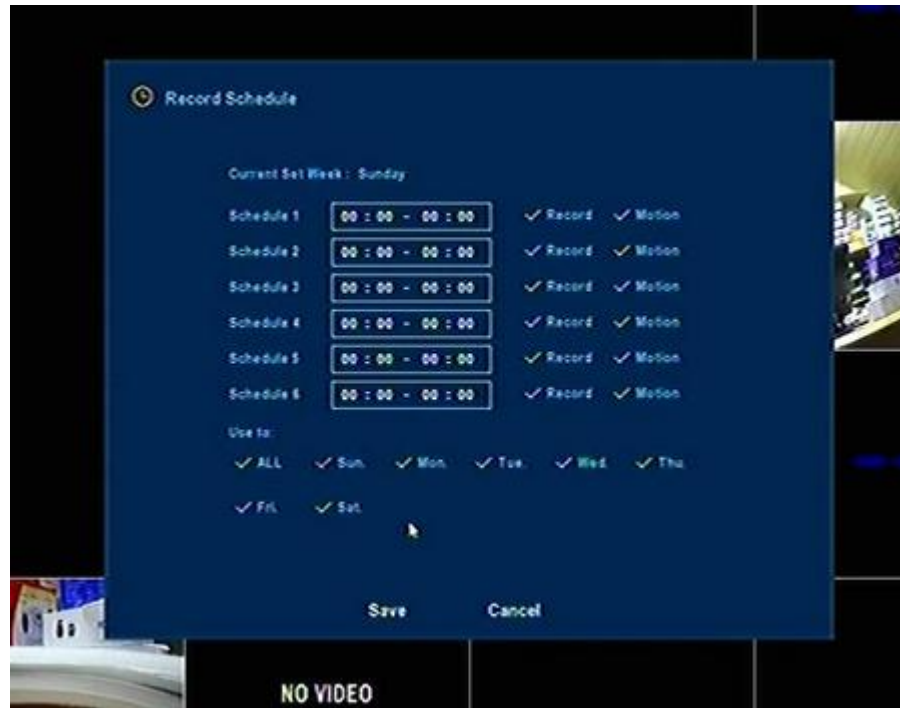 Record Schedule
Current Set Week : Sunday
Schedule 1 00 : 00 - 00 : 00 Record Motion
Schedule 2 00 : 00 - 00 : 00 Record Motion
Schedule 3 00 : 00 - 00 : 00 Record Motion
Schedule 4 00 : 00 - 00 : 00 Record Motion
Schedule 5 00 : 00 - 00 : 00 Record Motion
Schedule 6 00 : 00 - 00 : 00 Record Motion
Use to:
ALL Sun. Mon. Tue. Wed. Thu.
Fri. Sat.
Save Cancel
NO VIDEO